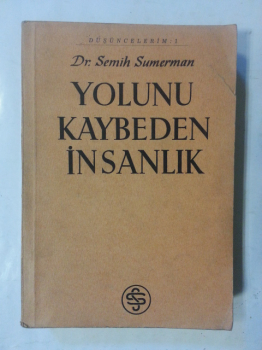 DÜŞÜNCELERİM: 1
Dr. Semih Sumerman
YOLUNU
KAYBEDEN
İNSANLIK